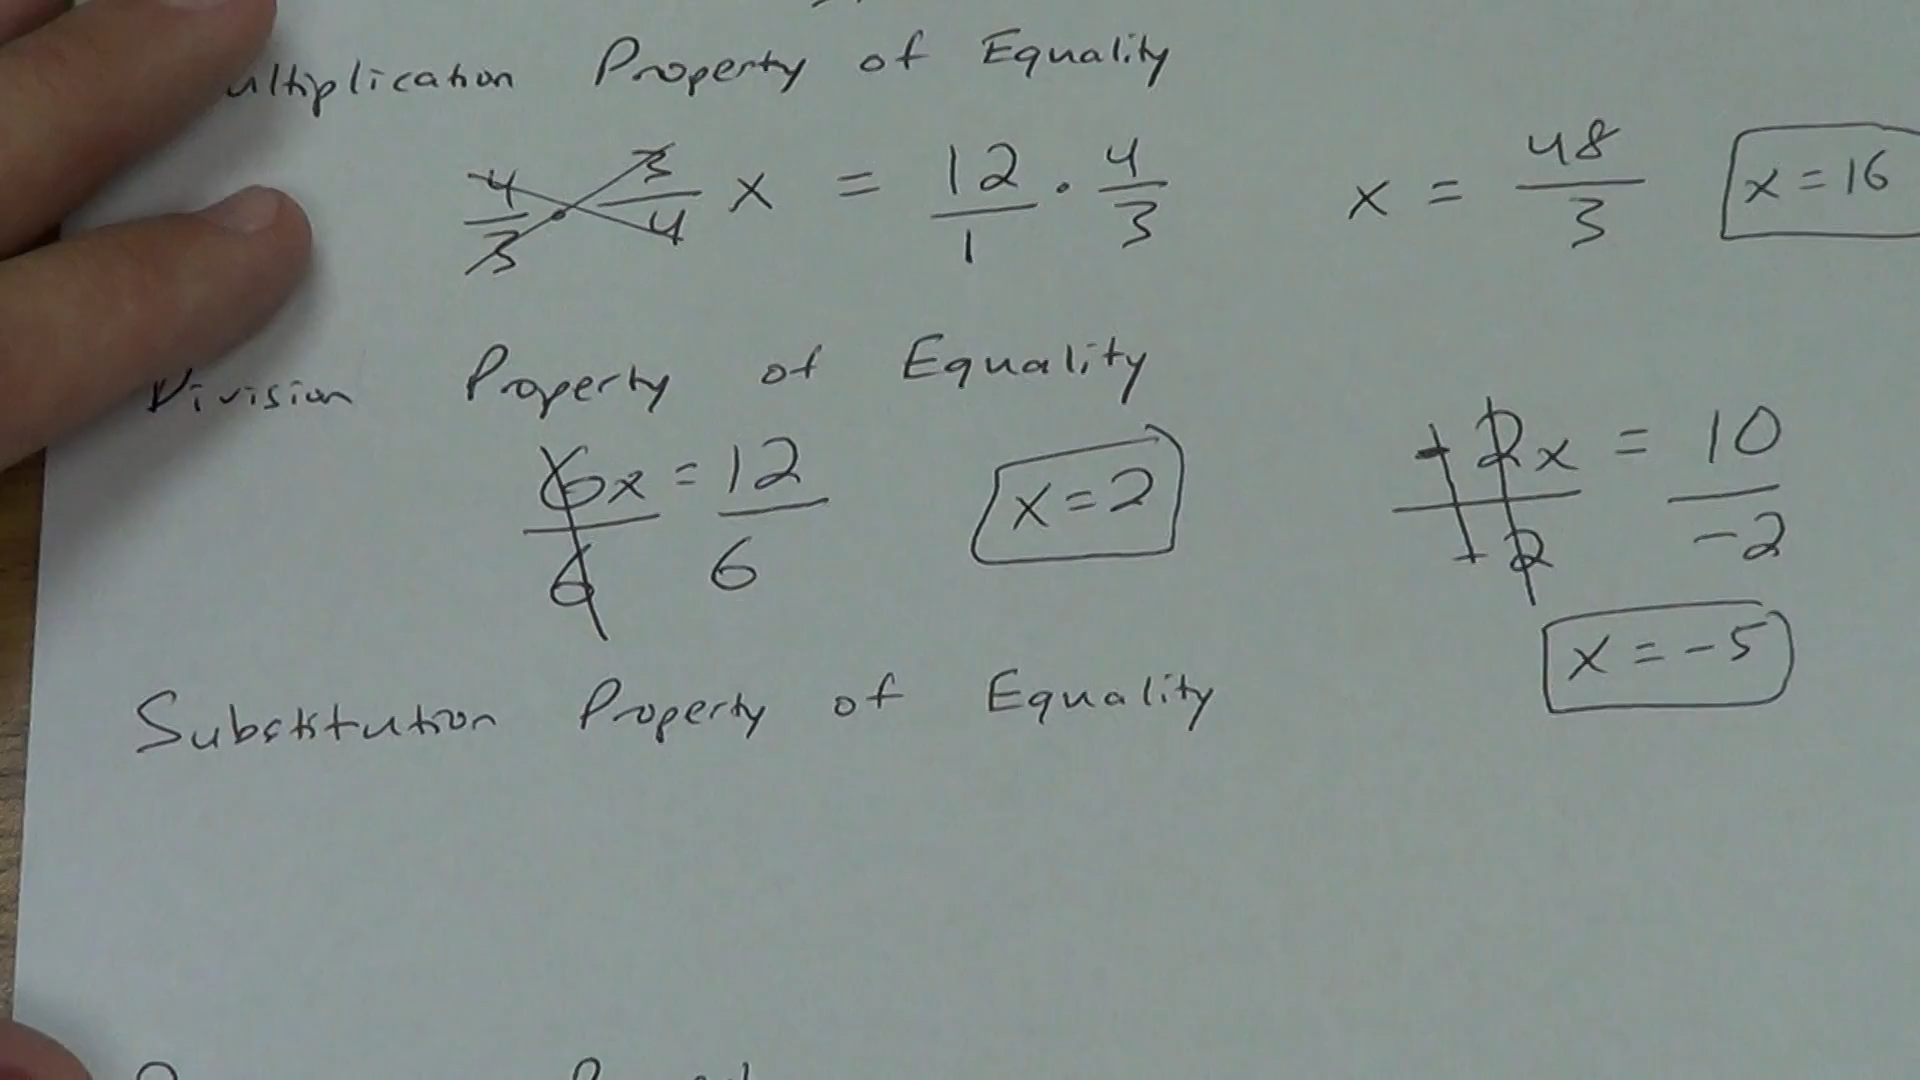 ultiplication Property of Equality
4/3 · 3/4 x = 12/1 · 4/3 x = 48/3 x = 16
Division Property of Equality
6x/6 = 12/6 x = 2 -2x/-2 = 10/-2
x = -5
Substitution Property of Equality